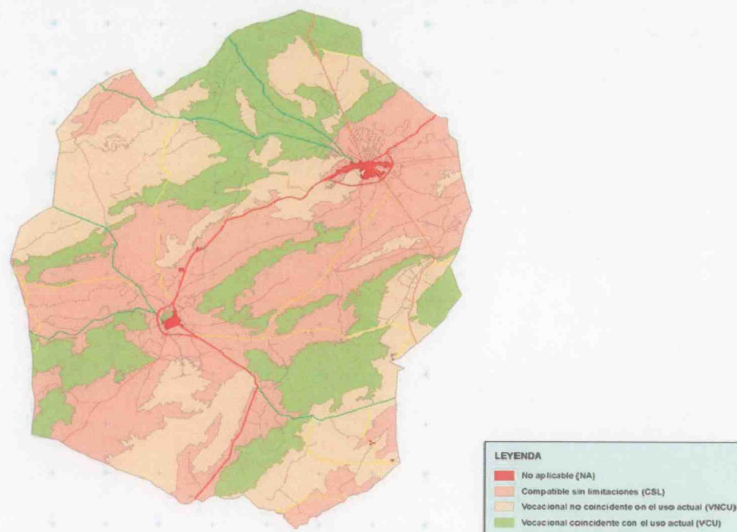 LEYENDA
No aplicable (NA)
Compatible sin limitaciones (CSL)
Vocacional no coincidente on el uso actual (VNCU)
Vocacional coincidente con el uso actual (VCU)